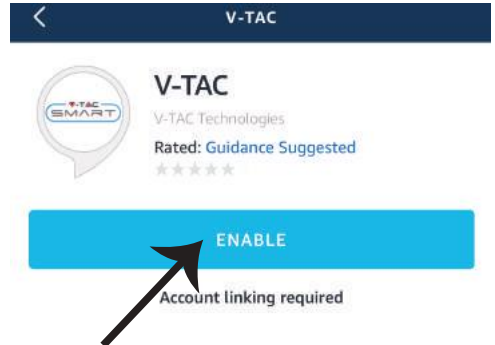 V-TAC
V-TAC
SMART
V-TAC
V-TAC Technologies
Rated: Guidance Suggested
ENABLE
Account linking required